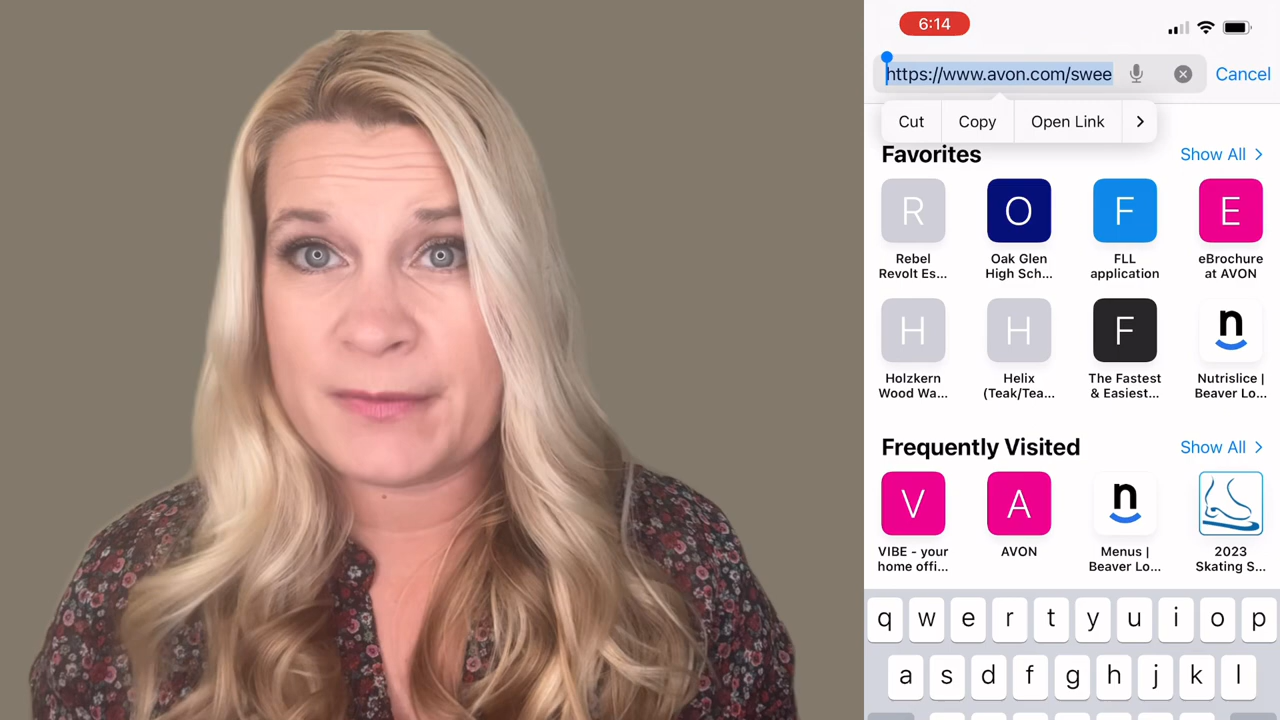 6:14
https://www.avon.com/swee
Cancel
Cut Copy Open Link
Favorites Show All
R O F E
Rebel Oak Glen FLL eBrochure
Revolt Es... High Sch... application at AVON
H H F n
Holzkern Helix The Fastest Nutrislice |
Wood Wa... (Teak/Tea... & Easiest... Beaver Lo...
Frequently Visited Show All
V A n
VIBE - your AVON Menus | 2023
home offi... Beaver Lo... Skating S...
q w e r t y u i o p
a s d f g h j k l